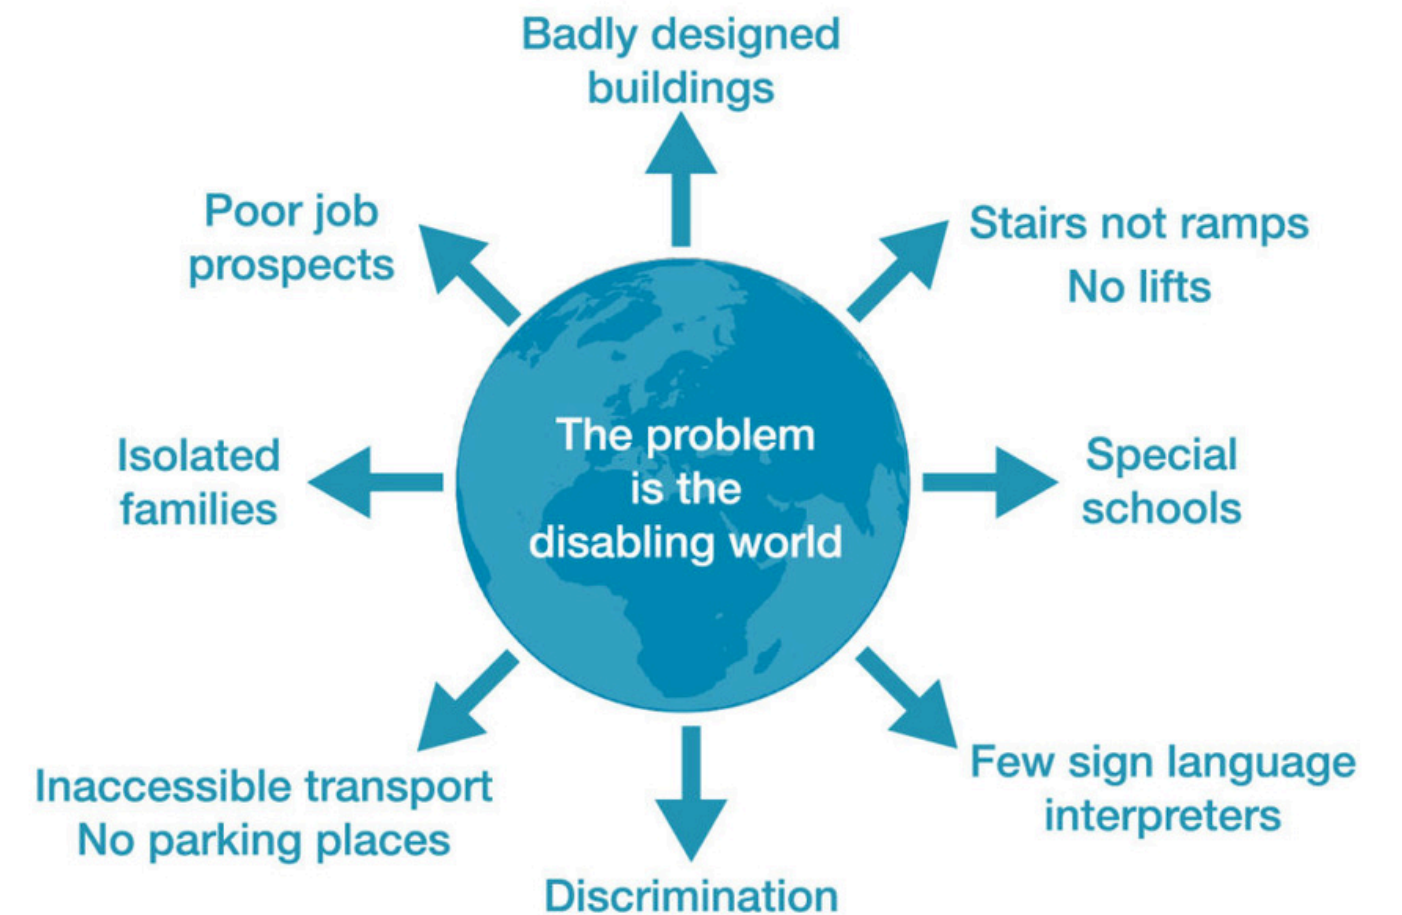 Badly designed
buildings
Poor job
prospects
Stairs not ramps
No lifts
Isolated
families
The problem
is the
disabling world
Special
schools
Inaccessible transport
No parking places
Few sign language
interpreters
Discrimination